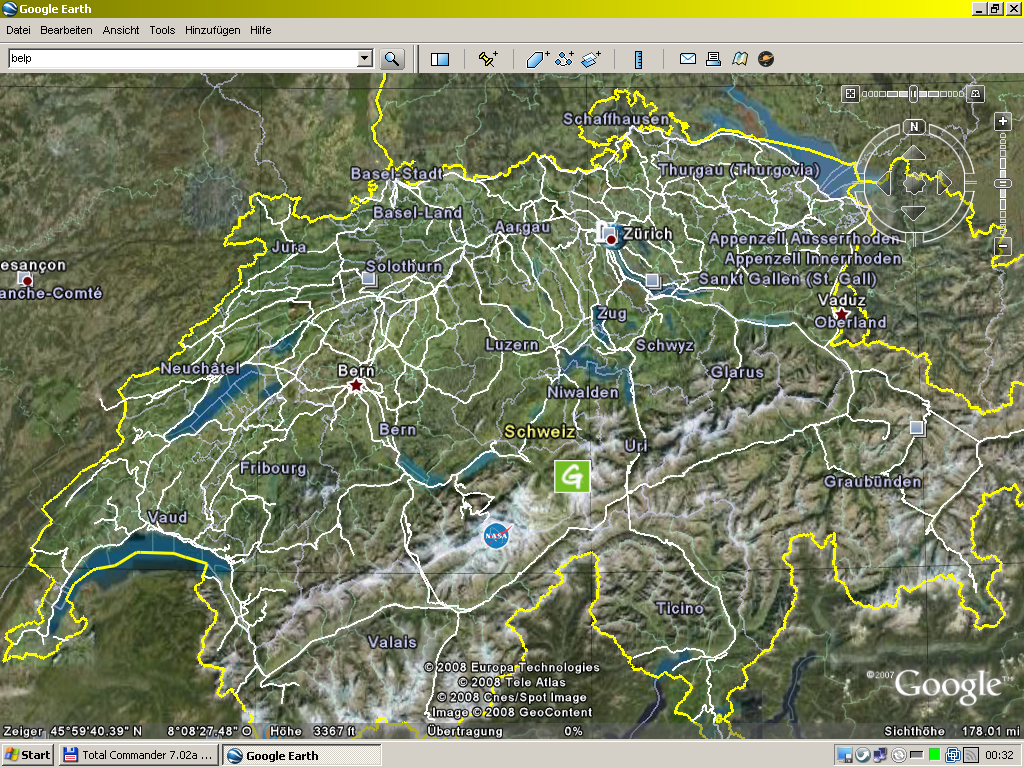 Google Earth
Datei Bearbeiten Ansicht Tools Hinzufügen Hilfe
belp
Schaffhausen
N
Basel-Stadt
Thurgau (Thurgovia)
Basel-Land
Aargau
Zürich
Jura
Appenzell Ausserrhoden
Appenzell Innerrhoden
esançon
Solothurn
Sankt Gallen (St. Gall)
anche-Comté
Vaduz
Zug
Oberland
Luzern
Schwyz
Neuchâtel
Bern
Glarus
Niwalden
Bern
Schweiz
Uri
Fribourg
G
Graubünden
Vaud
NASA
Ticino
Valais
© 2008 Europa Technologies
© 2008 Tele Atlas
© 2008 Cnes/Spot Image
Image © 2008 GeoContent
©2007 Google™
Zeiger 45°59'40.39" N 8°08'27.48" O Höhe 3367 ft Übertragung 0% Sichthöhe 178.01 mi
Start Total Commander 7.02a ... Google Earth 00:32